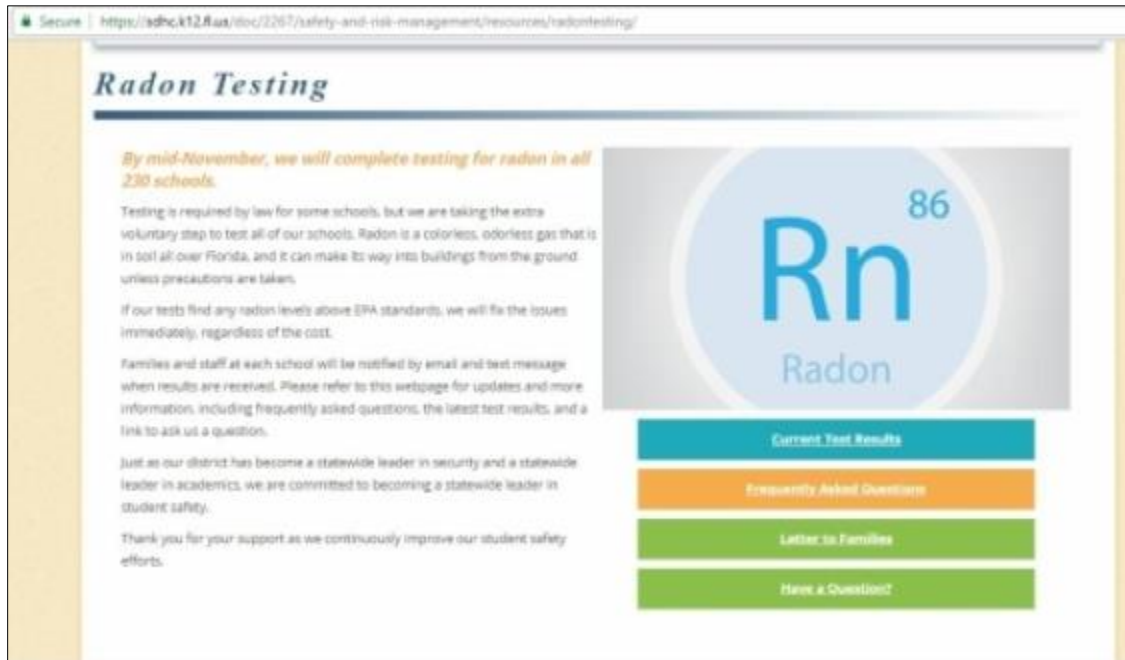 Secure | https://sdhc.k12.fl.us/doc/2267/safety-and-risk-management/resources/radontesting/
Radon Testing
By mid-November, we will complete testing for radon in all
230 schools.
Testing is required by law for some schools, but we are taking the extra
voluntary step to test all of our schools. Radon is a colorless, odorless gas that is
in soil all over Florida, and it can make its way into buildings from the ground
unless precautions are taken.
If our tests find any radon levels above EPA standards, we will fix the issues
immediately, regardless of the cost.
Families and staff at each school will be notified by email and text message
when results are received. Please refer to this webpage for updates and more
information, including frequently asked questions, the latest test results, and a
link to ask us a question.
Just as our district has become a statewide leader in security and a statewide
leader in academics, we are committed to becoming a statewide leader in
student safety.
Thank you for your support as we continuously improve our student safety
efforts.
86
Rn
Radon
Current Test Results
Frequently Asked Questions
Letter to Families
Have a Question?